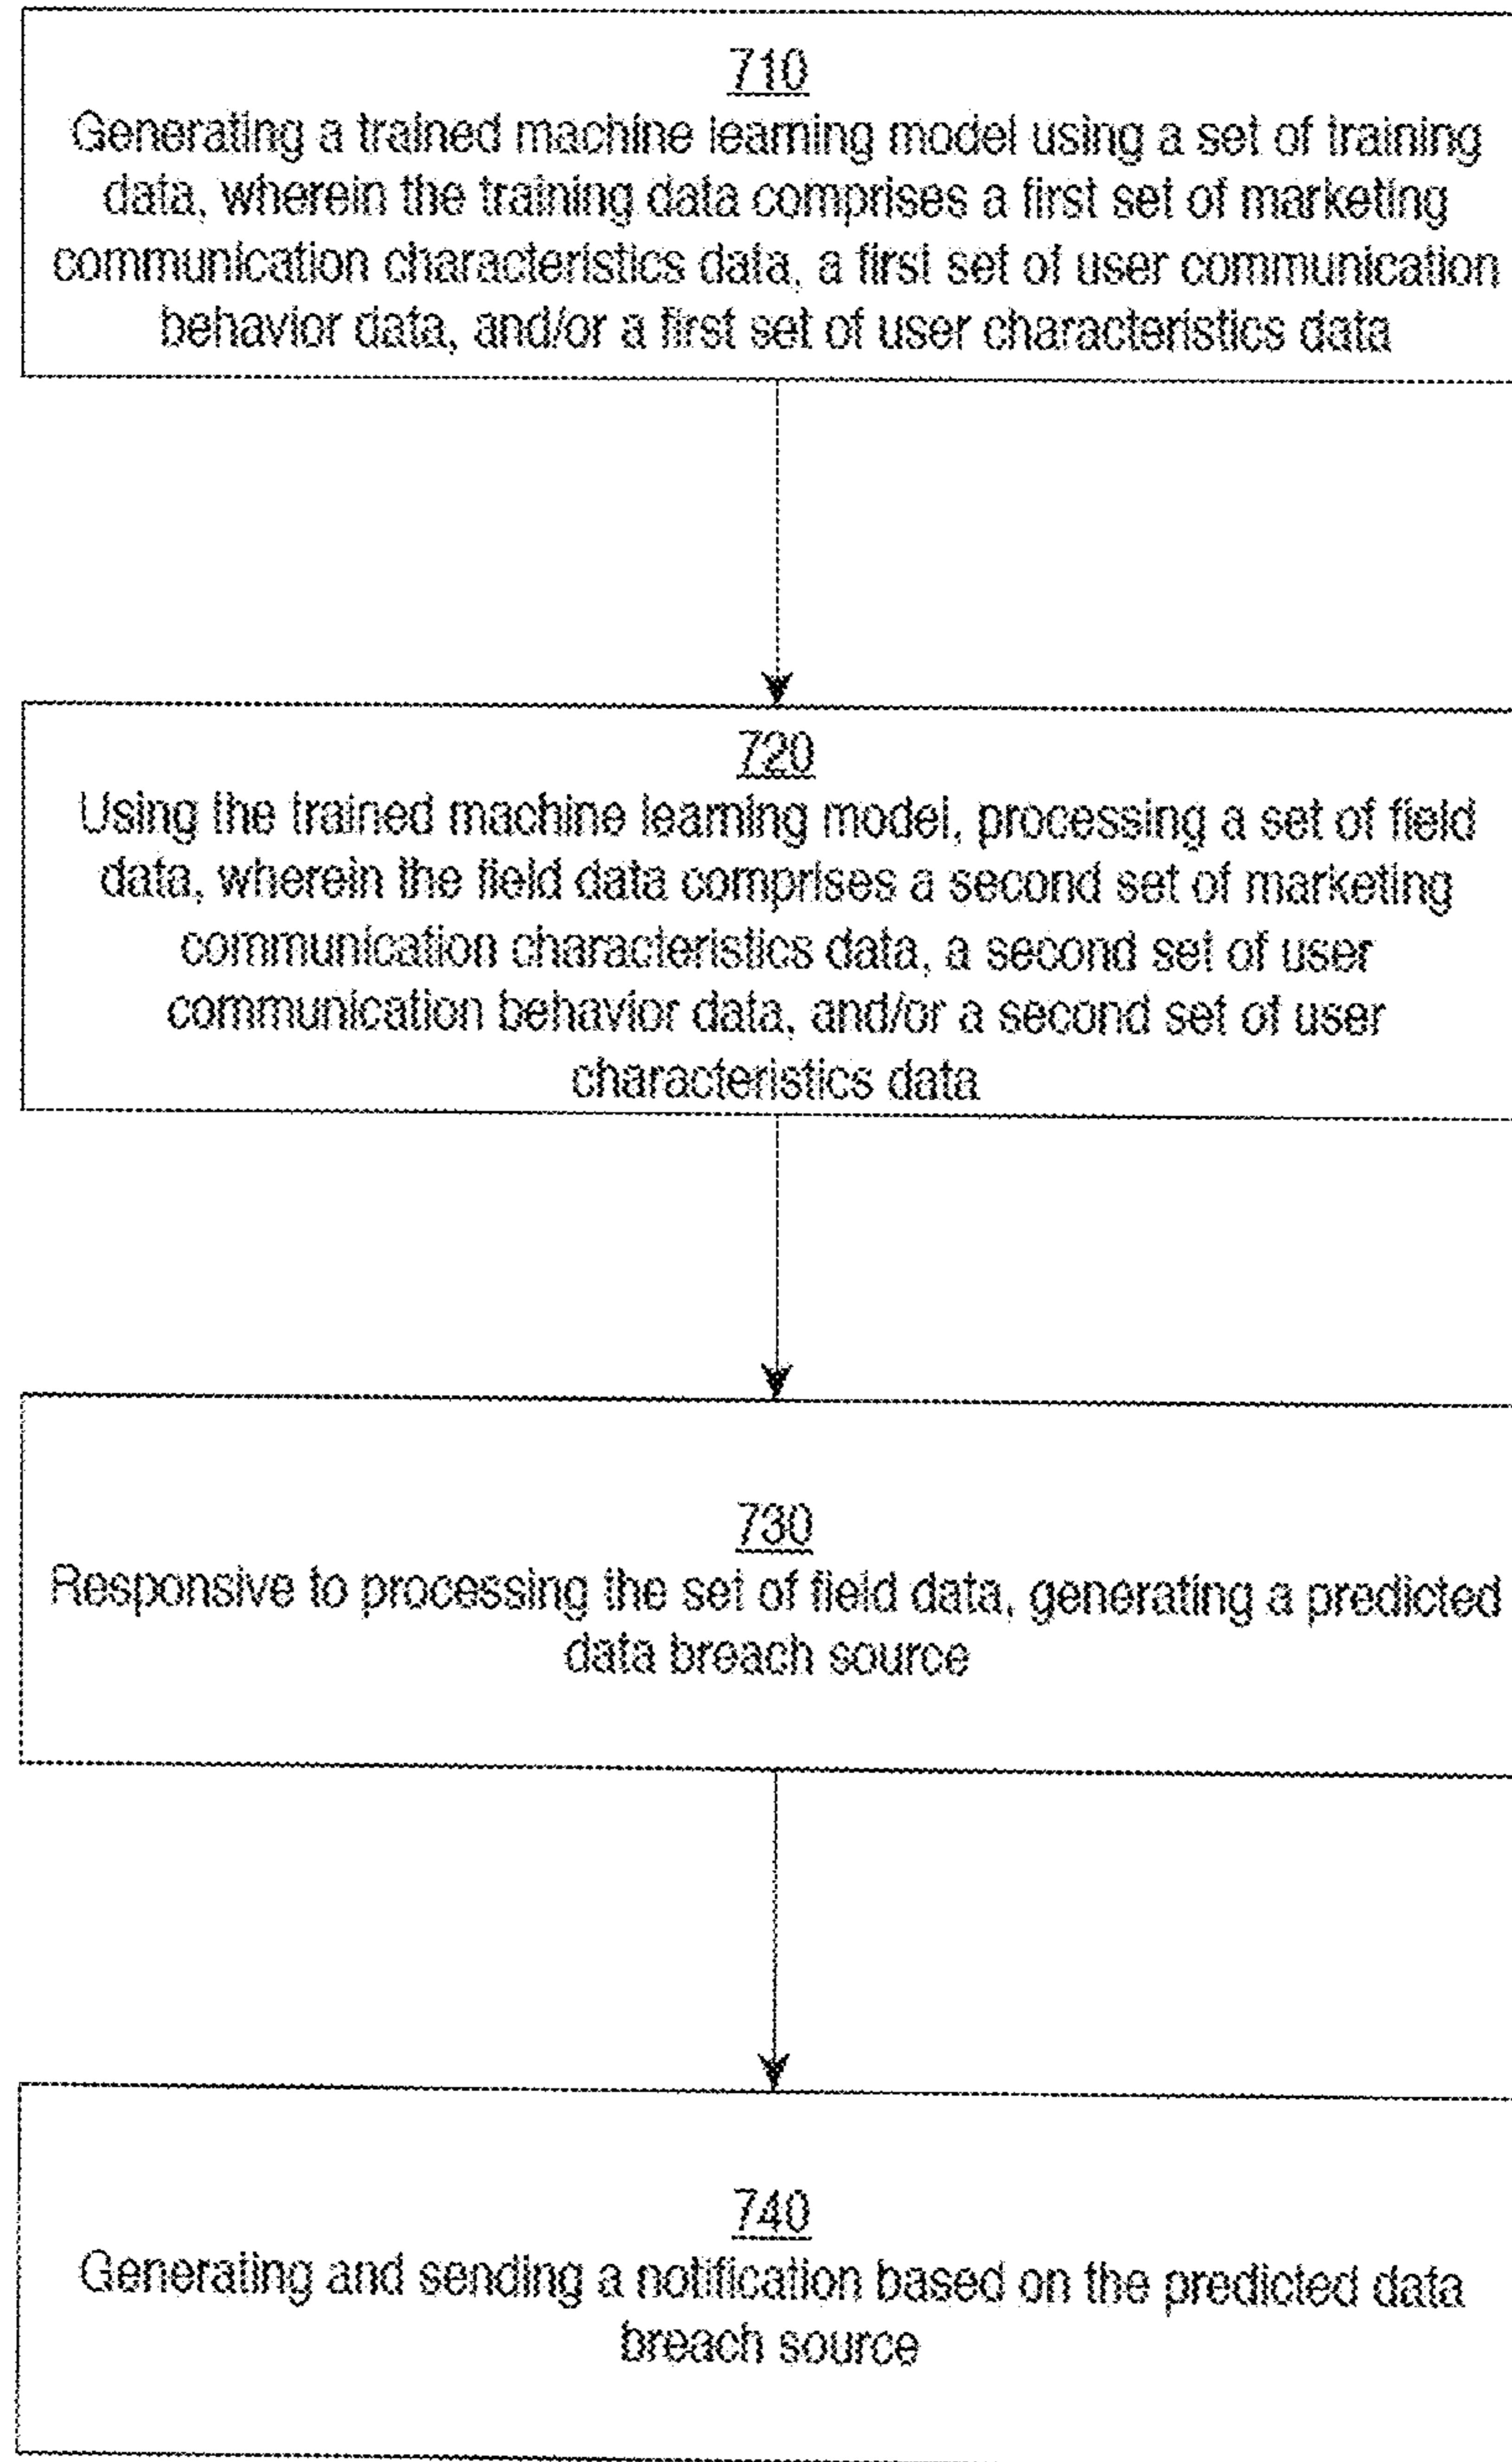 710
Generating a trained machine learning model using a set of training
data, wherein the training data comprises a first set of marketing
communication characteristics data, a first set of user communication
behavior data, and/or a first set of user characteristics data
720
Using the trained machine learning model, processing a set of field
data, wherein the field data comprises a second set of marketing
communication characteristics data, a second set of user
communication behavior data, and/or a second set of user
characteristics data
730
Responsive to processing the set of field data, generating a predicted
data breach source
740
Generating and sending a notification based on the predicted data
breach source